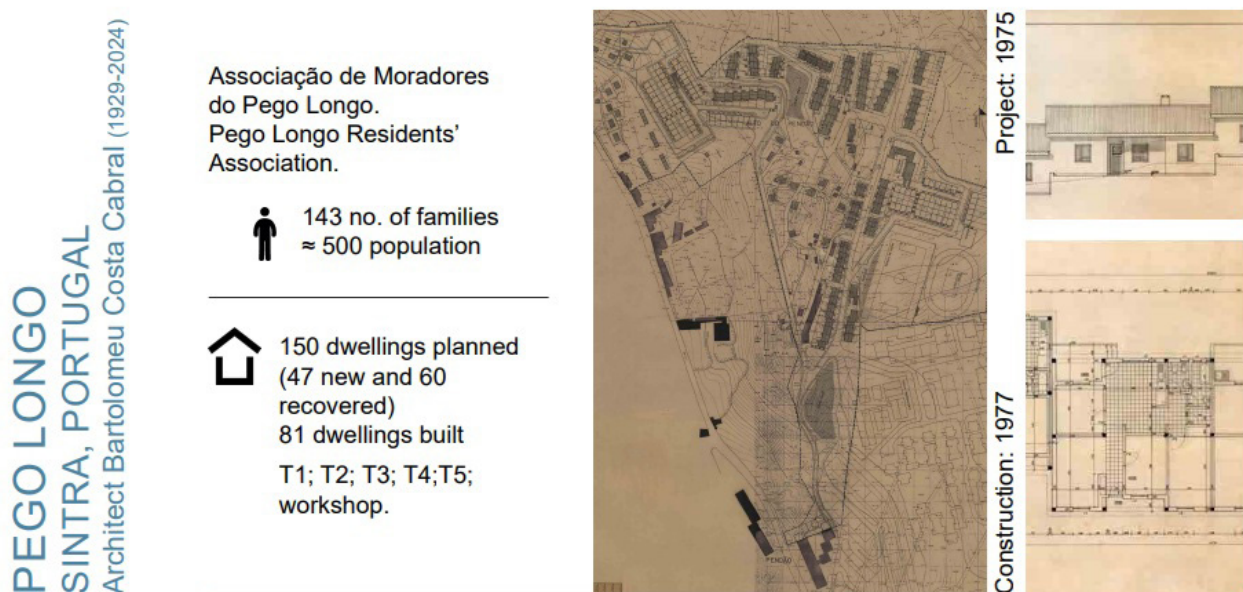 PEGO LONGO
SINTRA, PORTUGAL
Architect Bartolomeu Costa Cabral (1929-2024)
Associação de Moradores
do Pego Longo.
Pego Longo Residents'
Association.
143 no. of families
≈ 500 population
150 dwellings planned
(47 new and 60
recovered)
81 dwellings built
T1; T2; T3; T4;T5;
workshop.
PENDÃO
Project: 1975
Construction: 1977